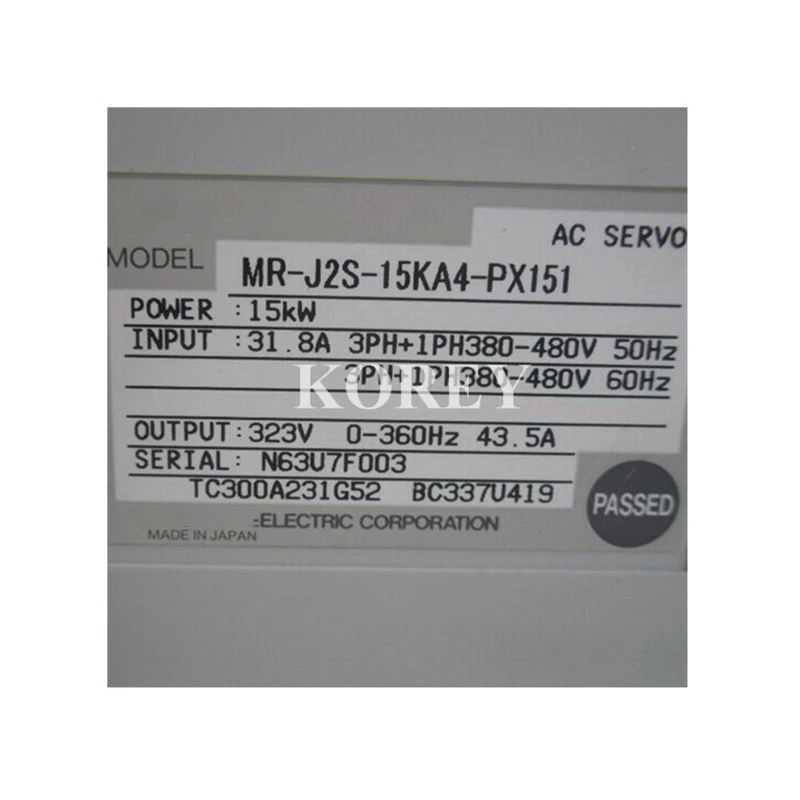 AC SERVO
MODEL MR-J2S-15KA4-PX151
POWER :15kW
INPUT :31.8A 3PH+1PH380-480V 50Hz
3PH+1PH380-480V 60Hz
KOREY
OUTPUT:323V 0-360Hz 43.5A
SERIAL: N63U7F003
TC300A231G52 BC337U419
PASSED
ELECTRIC CORPORATION
MADE IN JAPAN